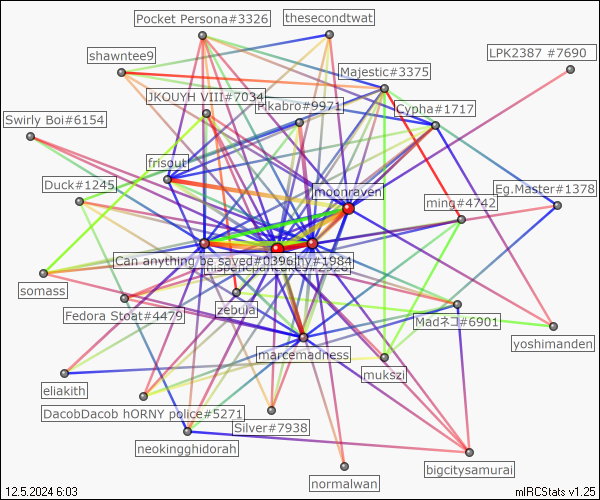 Pocket Persona#3326
thesecondtwat
shawntee9
LPK2387 #7690
Majestic#3375
JKOUYH VIII#7034
Pikabro#9971
Cypha#1717
Swirly Boi#6154
frisout
Duck#1245
moonraven
Eg.Master#1378
ming#4742
Can anything be saved#0396
hy#1984
somass
zebula
Fedora Stoat#4479
Madネコ#6901
yoshimanden
marcemadness
mukszi
eliakith
DacobDacob hORNY police#5271
Silver#7938
neokingghidorah
bigcitysamurai
normalwan
12.5.2024 6:03
mIRCStats v1.25